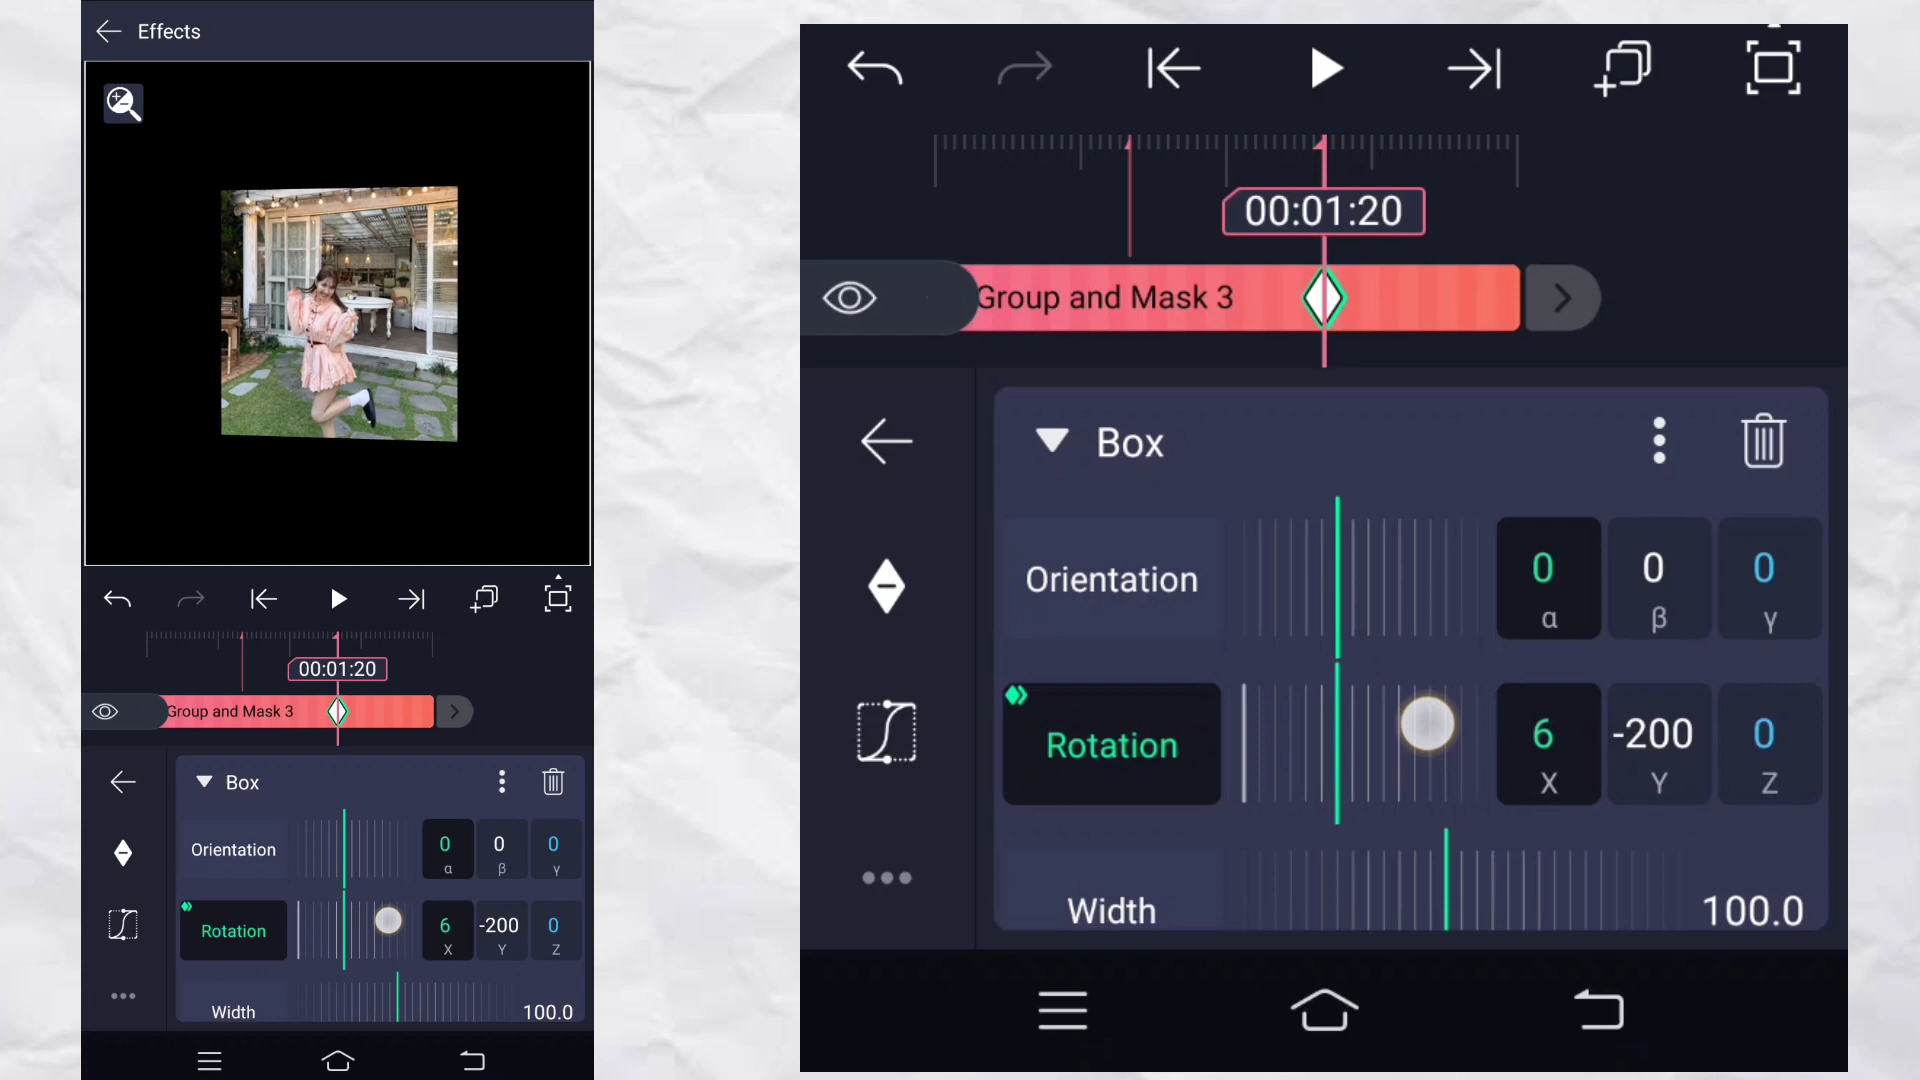 Effects
00:01:20
Group and Mask 3
Box
Orientation
0 0 0
α β γ
Rotation
6 -200 0
X Y Z
Width 100.0
00:01:20
Group and Mask 3
Box
Orientation
0 0 0
α β γ
Rotation
6 -200 0
X Y Z
Width 100.0